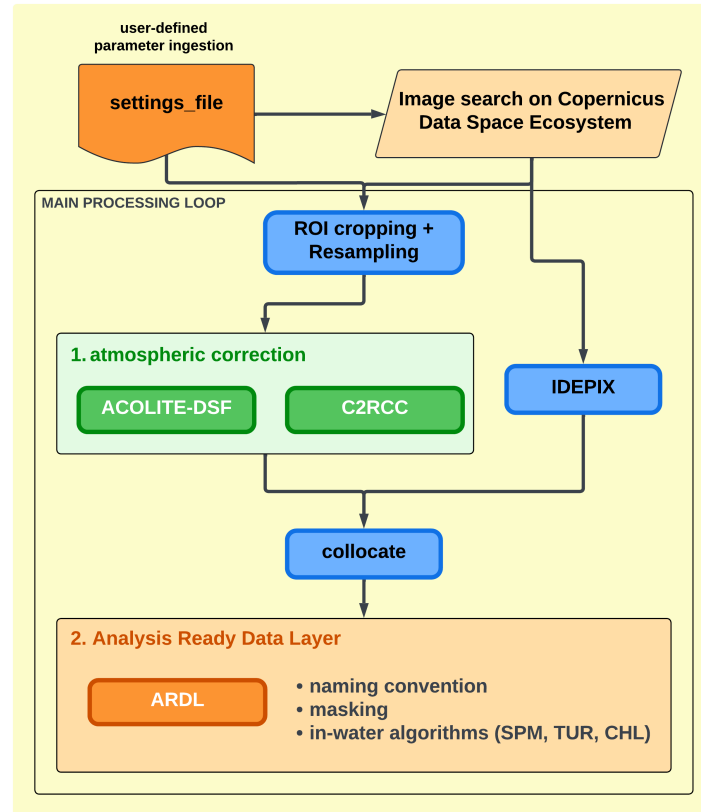 user-defined
parameter ingestion
settings_file
Image search on Copernicus
Data Space Ecosystem
MAIN PROCESSING LOOP
ROI cropping +
Resampling
1. atmospheric correction
ACOLITE-DSF
C2RCC
IDEPIX
collocate
2. Analysis Ready Data Layer
ARDL
• naming convention
• masking
• in-water algorithms (SPM, TUR, CHL)